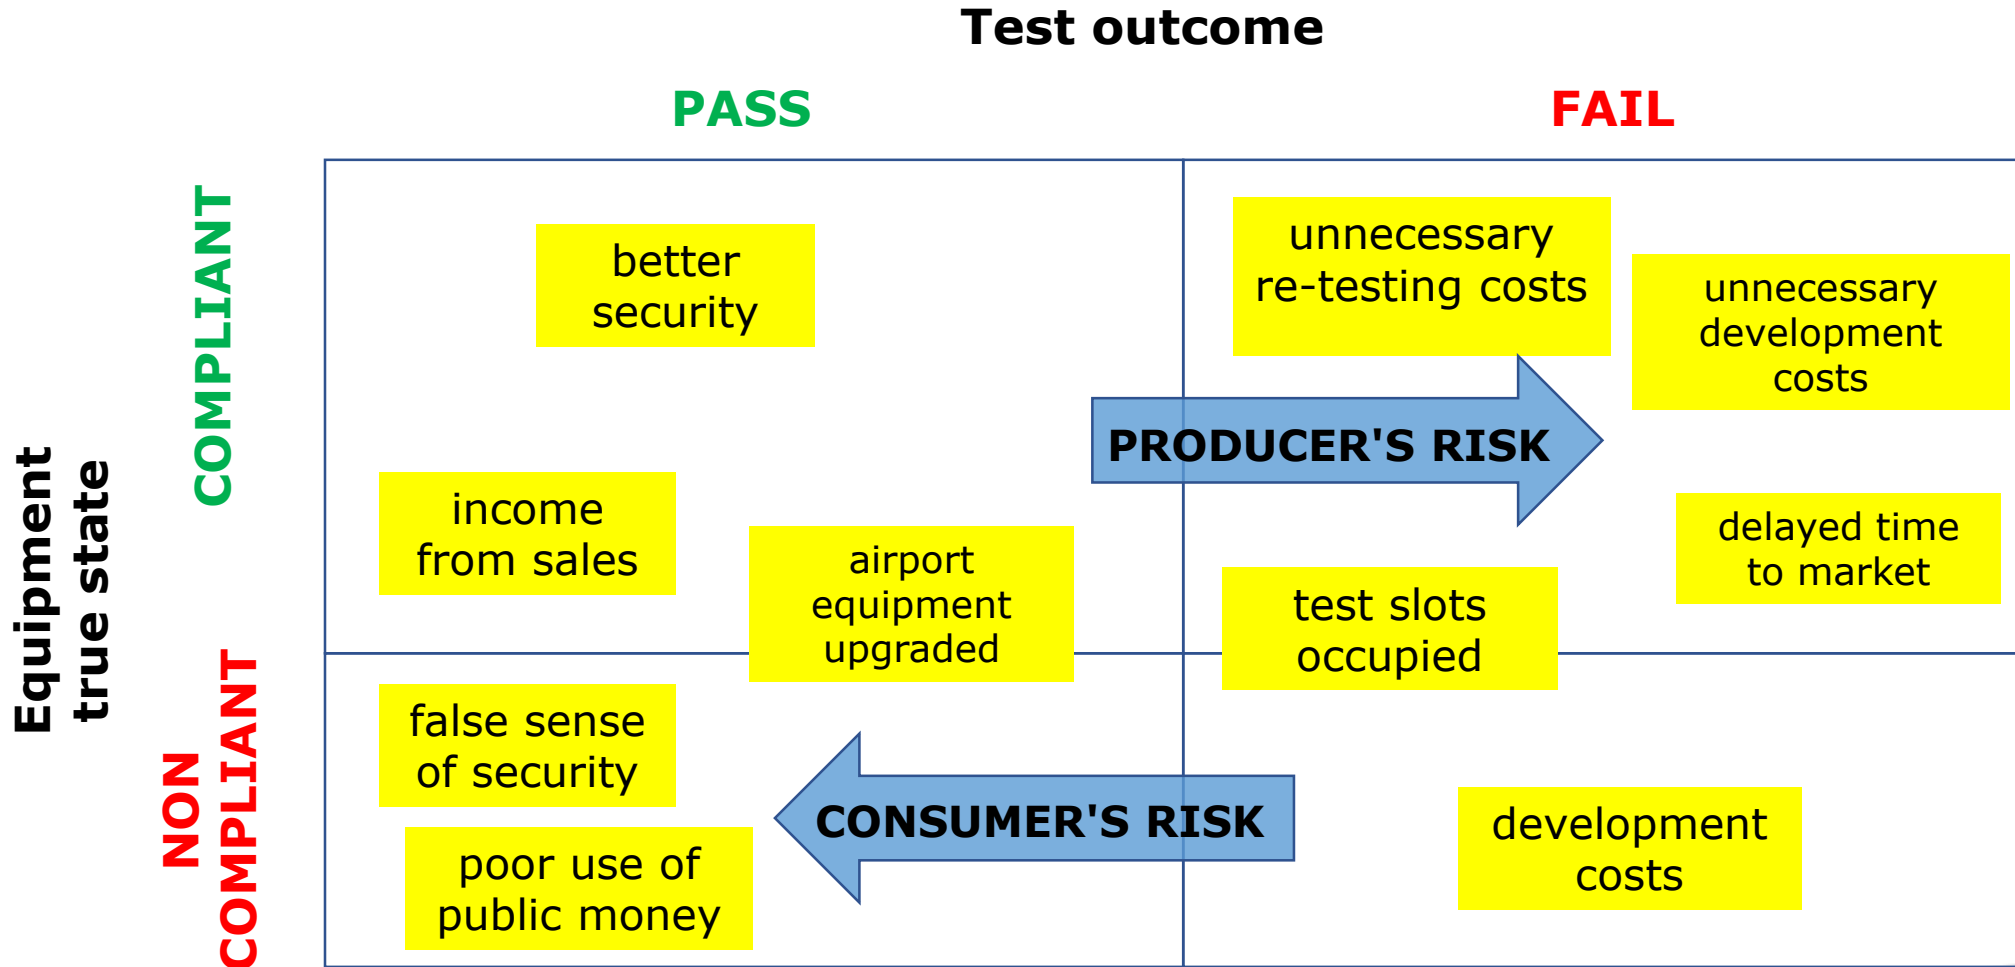 Test outcome
PASS
FAIL
Equipment
true state
COMPLIANT
better
security
income
from sales
airport
equipment
upgraded
unnecessary
re-testing costs
unnecessary
development
costs
PRODUCER'S RISK
delayed time
to market
test slots
occupied
NON
COMPLIANT
false sense
of security
poor use of
public money
CONSUMER'S RISK
development
costs